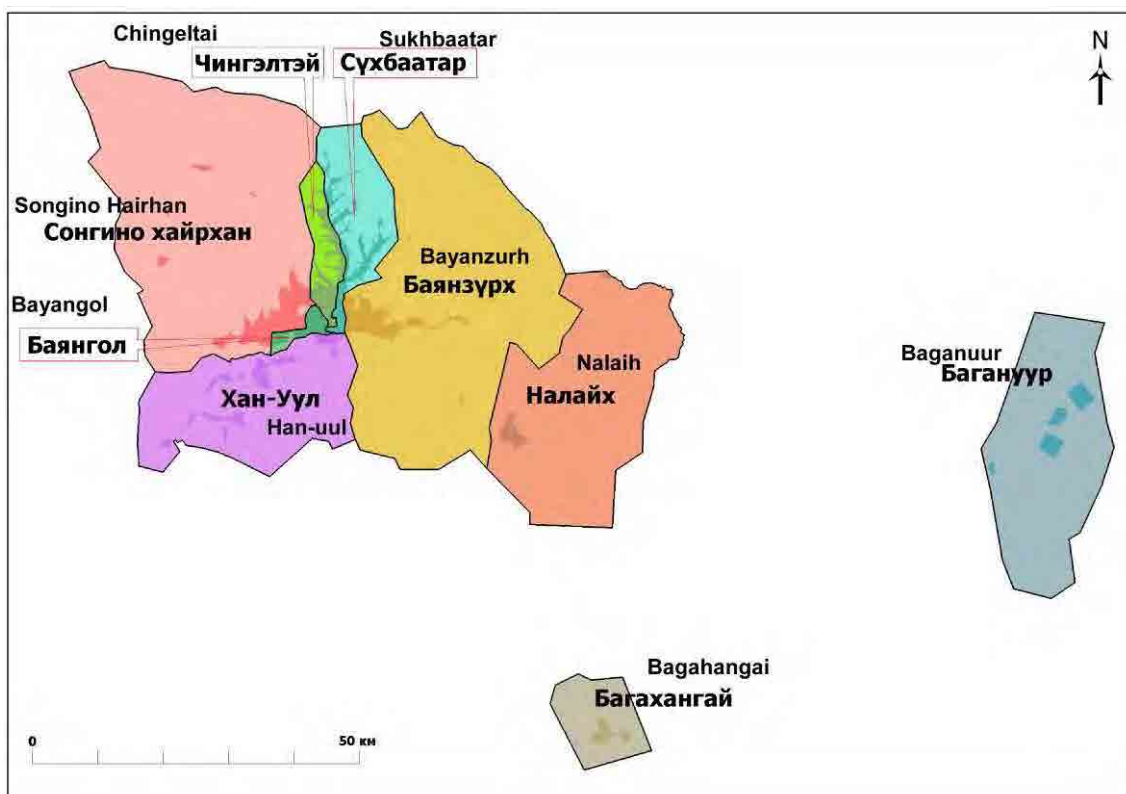 Chingeltai
Чингэлтэй
Sukhbaatar
Сүхбаатар
N
Songino Hairhan
Сонгино хайрхан
Bayanzurh
Баянзүрх
Bayangol
Баянгол
Nalaih
Налайх
Baganuur
Багануур
Хан-Уул
Han-uul
Bagahangai
Багахангай
0
50 км